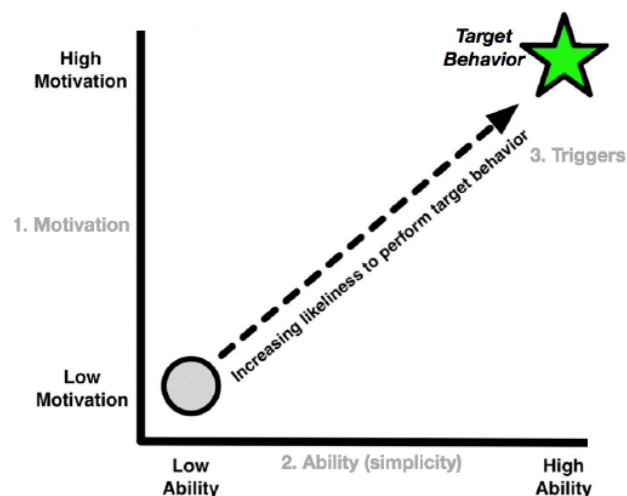 Target
Behavior
High
Motivation
3. Triggers
1. Motivation
Increasing likeliness to perform target behavior
Low
Motivation
2. Ability (simplicity)
Low
Ability
High
Ability